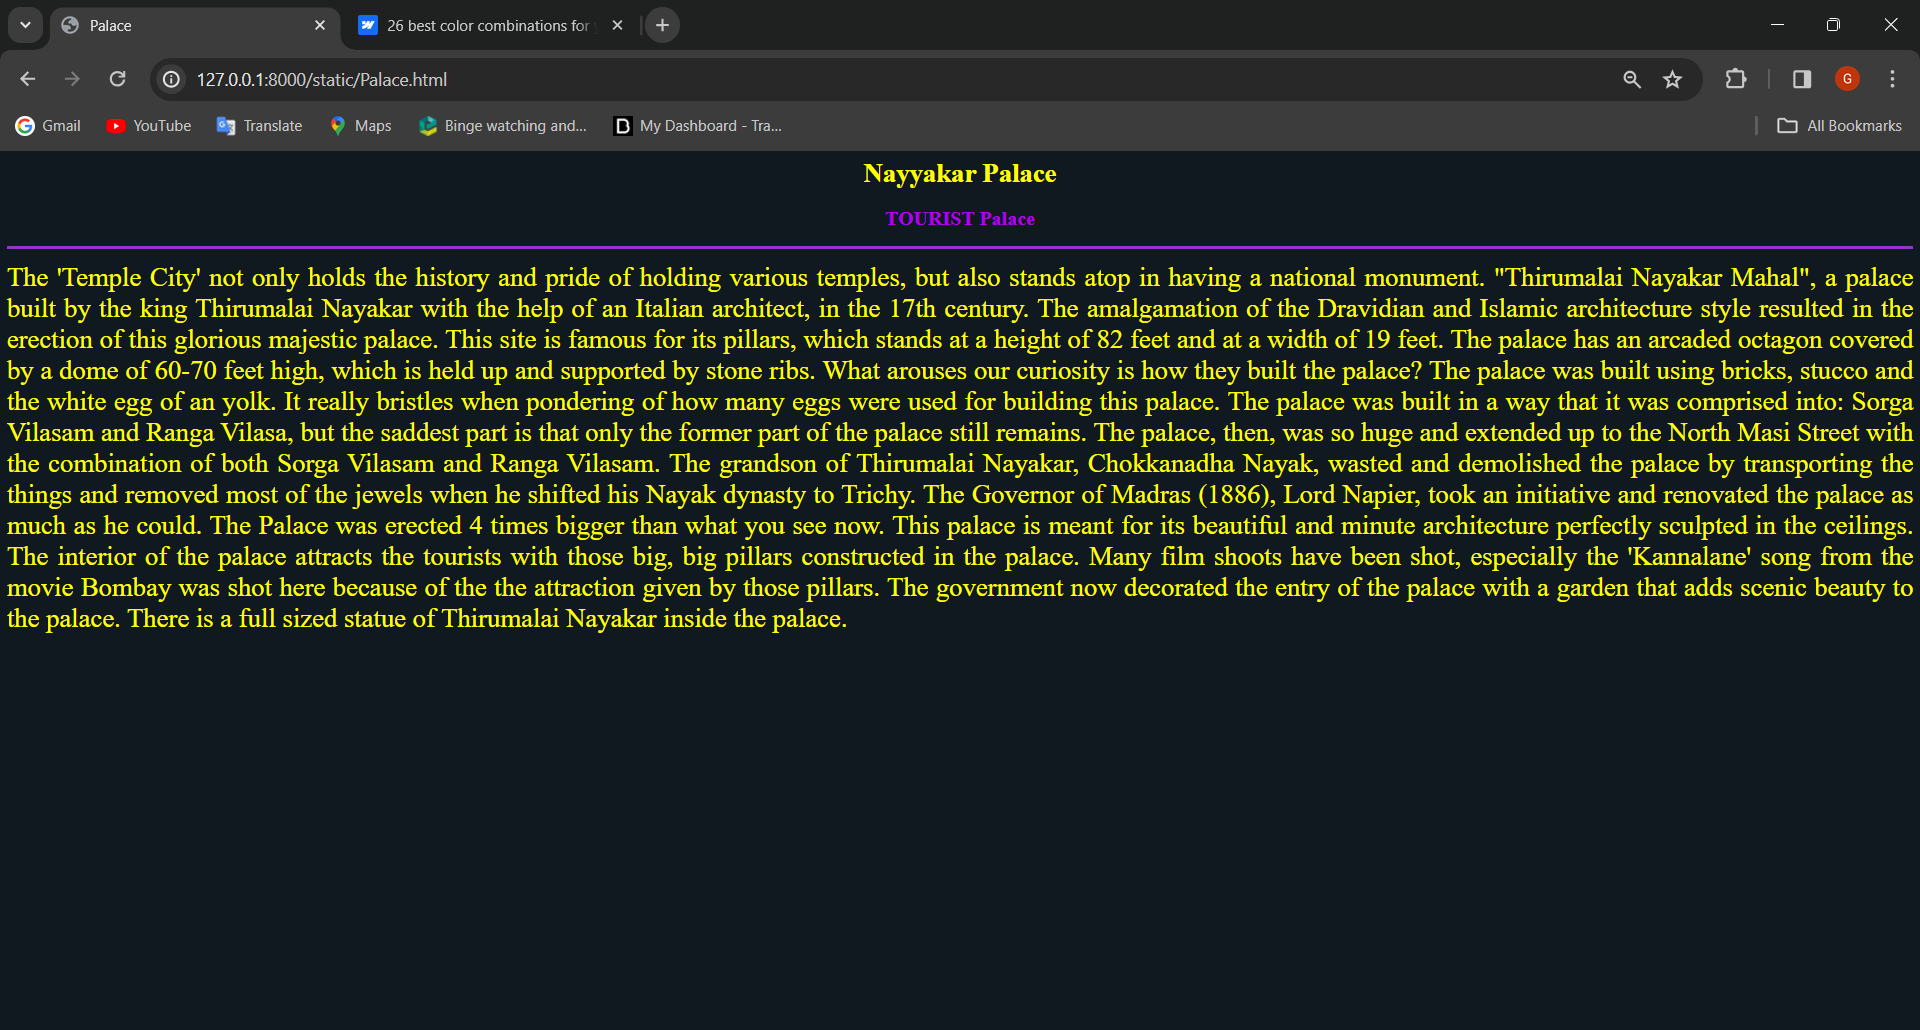 Palace
26 best color combinations for
127.0.0.1:8000/static/Palace.html
G
Gmail
YouTube
Translate
Maps
Binge watching and...
My Dashboard - Tra...
All Bookmarks
Nayyakar Palace
TOURIST Palace
The 'Temple City' not only holds the history and pride of holding various temples, but also stands atop in having a national monument. "Thirumalai Nayakar Mahal", a palace
built by the king Thirumalai Nayakar with the help of an Italian architect, in the 17th century. The amalgamation of the Dravidian and Islamic architecture style resulted in the
erection of this glorious majestic palace. This site is famous for its pillars, which stands at a height of 82 feet and at a width of 19 feet. The palace has an arcaded octagon covered
by a dome of 60-70 feet high, which is held up and supported by stone ribs. What arouses our curiosity is how they built the palace? The palace was built using bricks, stucco and
the white egg of an yolk. It really bristles when pondering of how many eggs were used for building this palace. The palace was built in a way that it was comprised into: Sorga
Vilasam and Ranga Vilasa, but the saddest part is that only the former part of the palace still remains. The palace, then, was so huge and extended up to the North Masi Street with
the combination of both Sorga Vilasam and Ranga Vilasam. The grandson of Thirumalai Nayakar, Chokkanadha Nayak, wasted and demolished the palace by transporting the
things and removed most of the jewels when he shifted his Nayak dynasty to Trichy. The Governor of Madras (1886), Lord Napier, took an initiative and renovated the palace as
much as he could. The Palace was erected 4 times bigger than what you see now. This palace is meant for its beautiful and minute architecture perfectly sculpted in the ceilings.
The interior of the palace attracts the tourists with those big, big pillars constructed in the palace. Many film shoots have been shot, especially the 'Kannalane' song from the
movie Bombay was shot here because of the the attraction given by those pillars. The government now decorated the entry of the palace with a garden that adds scenic beauty to
the palace. There is a full sized statue of Thirumalai Nayakar inside the palace.